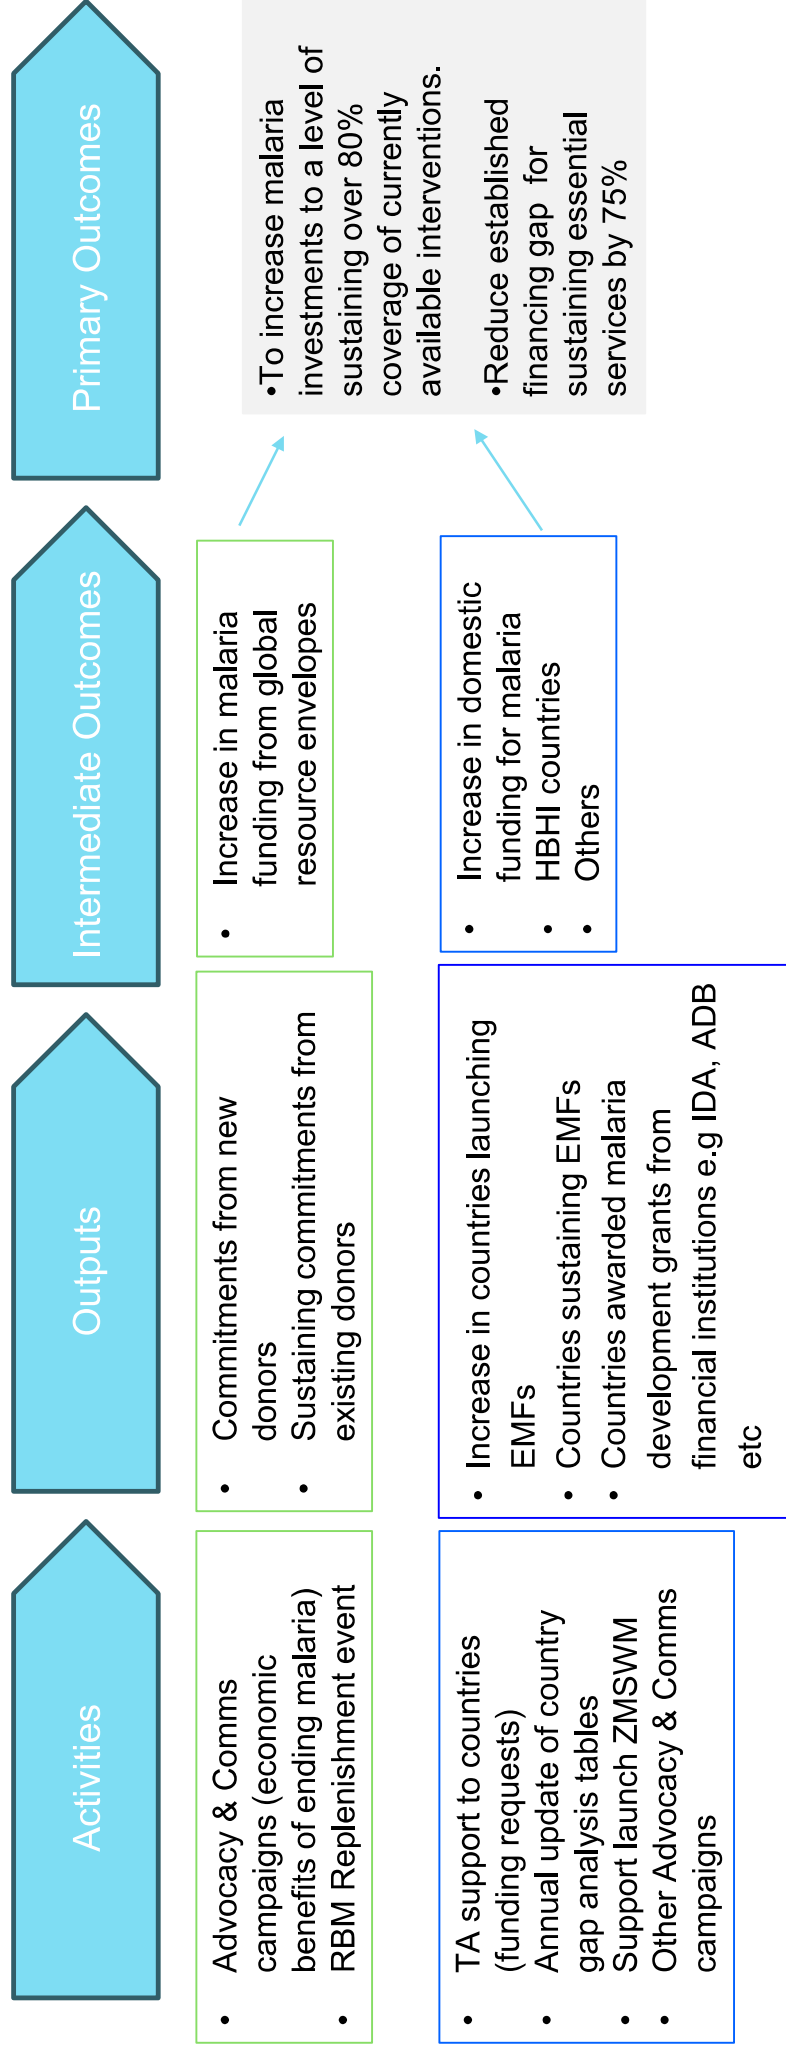 Activities
Outputs
Intermediate Outcomes
Primary Outcomes
• Advocacy & Comms
campaigns (economic
benefits of ending malaria)
• RBM Replenishment event
• Commitments from new
donors
• Sustaining commitments from
existing donors
• Increase in malaria
funding from global
resource envelopes
•To increase malaria
investments to a level of
sustaining over 80%
coverage of currently
available interventions.
•Reduce established
financing gap for
sustaining essential
services by 75%
• TA support to countries
(funding requests)
• Annual update of country
gap analysis tables
• Support launch ZMSWM
• Other Advocacy & Comms
campaigns
• Increase in countries launching
EMFs
• Countries sustaining EMFs
• Countries awarded malaria
development grants from
financial institutions e.g IDA, ADB
etc
• Increase in domestic
funding for malaria
• HBHI countries
• Others